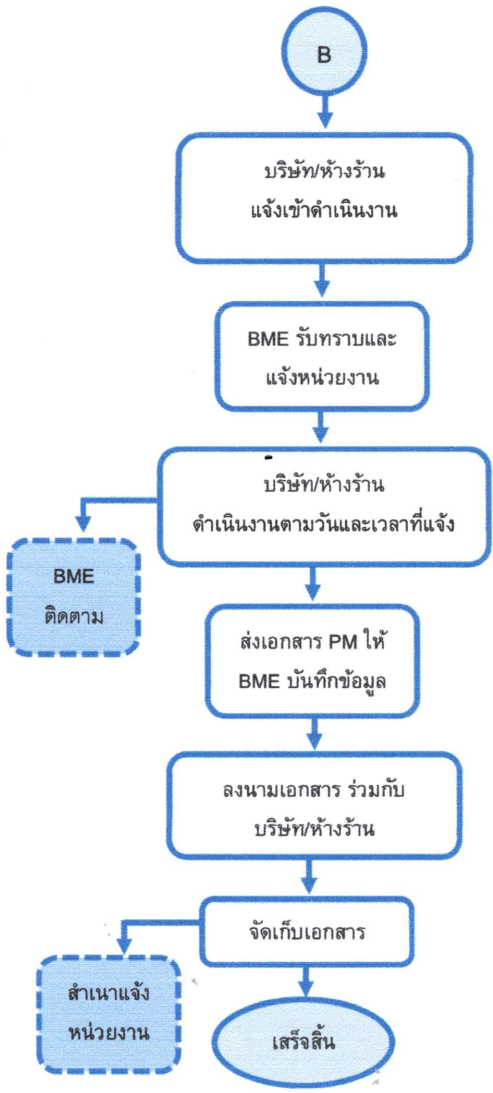 B
บริษัท/ห้างร้าน
แจ้งเข้าดำเนินงาน
BME รับทราบและ
แจ้งหน่วยงาน
บริษัท/ห้างร้าน
ดำเนินงานตามวันและเวลาที่แจ้ง
BME
ติดตาม
ส่งเอกสาร PM ให้
BME บันทึกข้อมูล
ลงนามเอกสาร ร่วมกับ
บริษัท/ห้างร้าน
จัดเก็บเอกสาร
สำเนาแจ้ง
หน่วยงาน
เสร็จสิ้น